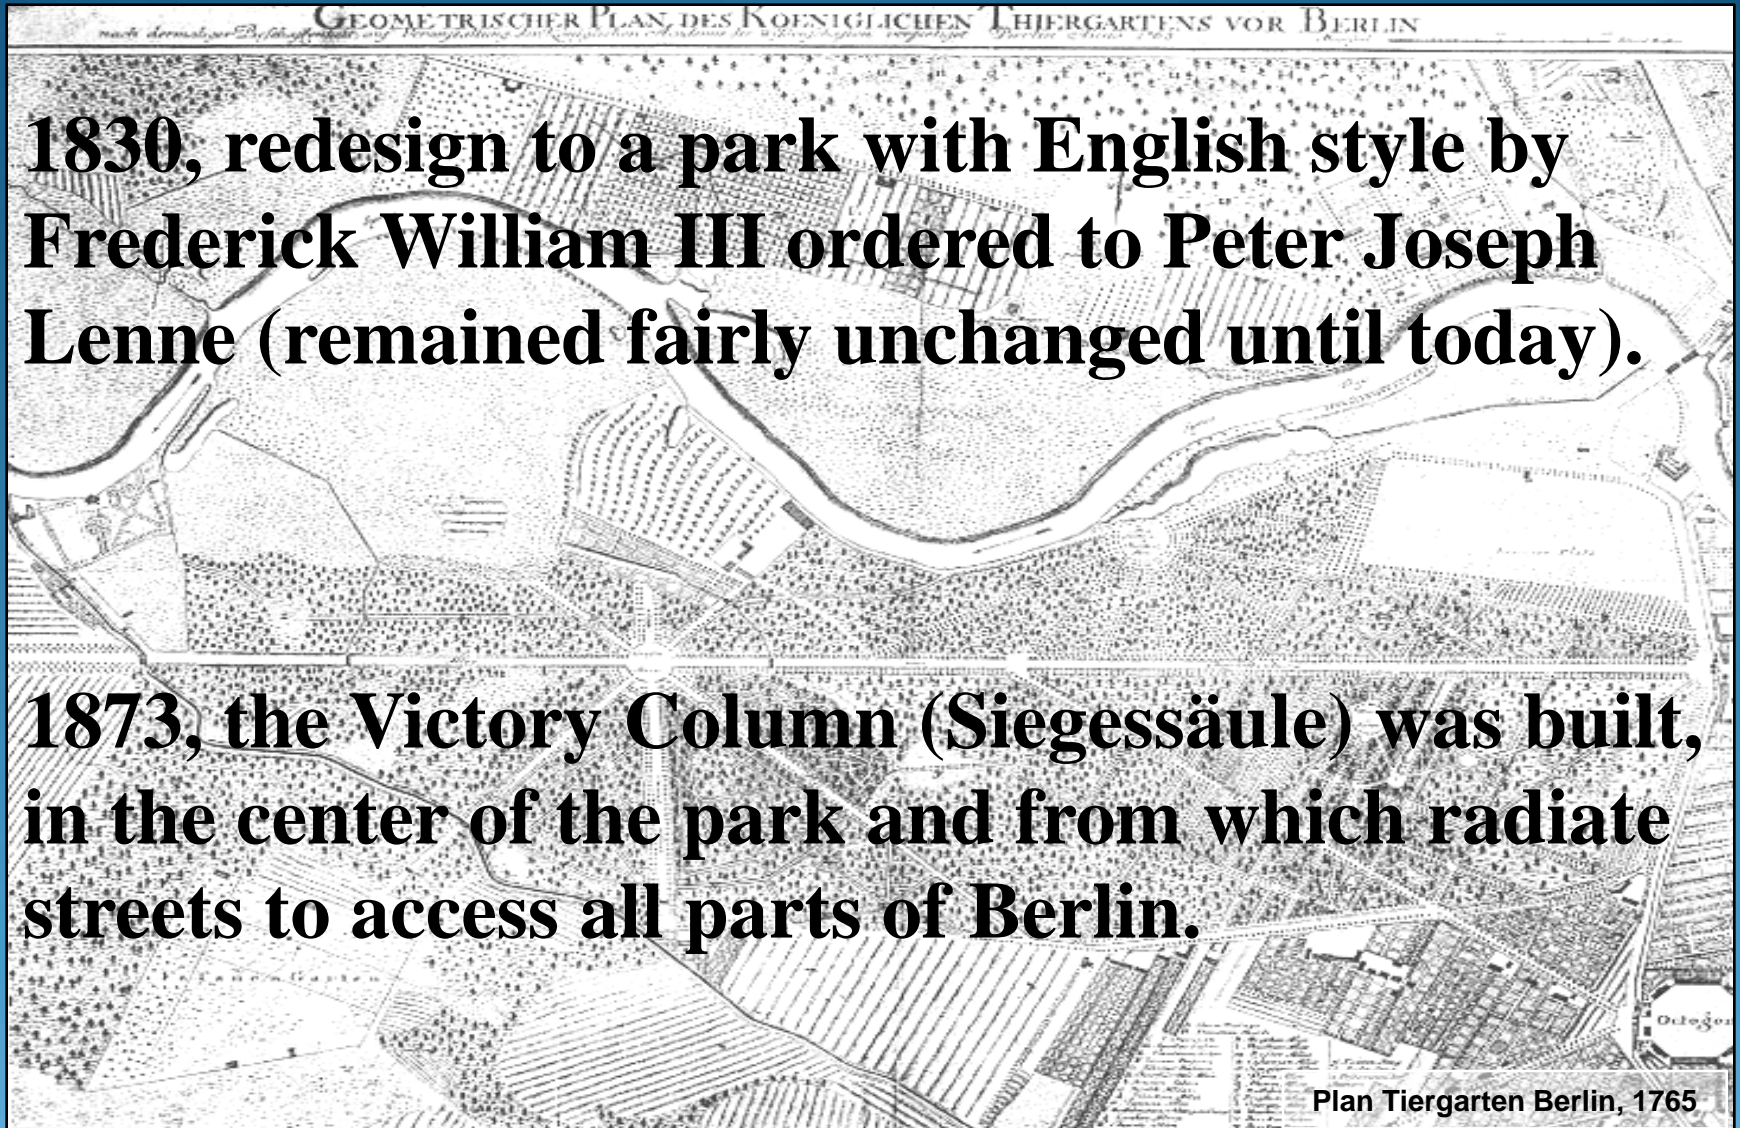 GEOMETRISCHER PLAN, DES KOENIGLICHEN THIERGARTENS VOR BERLIN
1830, redesign to a park with English style by
Frederick William III ordered to Peter Joseph
Lenne (remained fairly unchanged until today).
1873, the Victory Column (Siegessäule) was built,
in the center of the park and from which radiate
streets to access all parts of Berlin.
Octogon
Plan Tiergarten Berlin, 1765